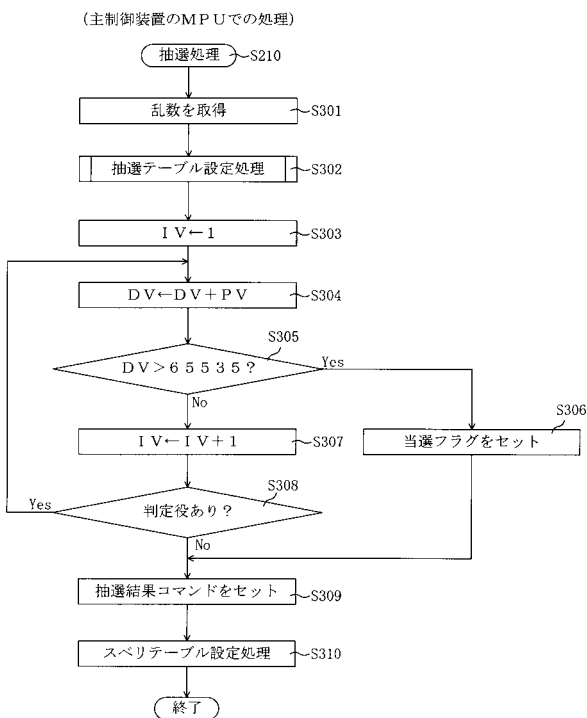 (主制御装置のMPUでの処理)
抽選処理
S210
乱数を取得
S301
抽選テーブル設定処理
S302
IV←1
S303
DV←DV+PV
S304
S305
DV>65535?
Yes
No
S306
当選フラグをセット
IV←IV+1
S307
S308
判定役あり?
Yes
No
抽選結果コマンドをセット
S309
スベリテーブル設定処理
S310
終了